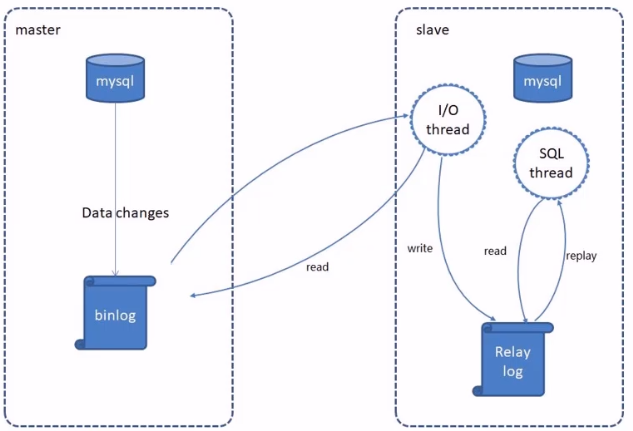 master
mysql
Data changes
binlog
read
slave
mysql
I/O
thread
SQL
thread
write
read
replay
Relay
log